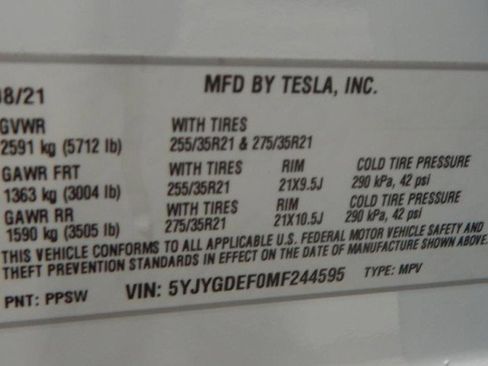 08/21 MFD BY TESLA, INC.
GVWR WITH TIRES
2591 kg (5712 lb) 255/35R21 & 275/35R21
GAWR FRT WITH TIRES RIM COLD TIRE PRESSURE
1363 kg (3004 lb) 255/35R21 21X9.5J 290 kPa, 42 psi
GAWR RR WITH TIRES RIM COLD TIRE PRESSURE
1590 kg (3505 lb) 275/35R21 21X10.5J 290 kPa, 42 psi
THIS VEHICLE CONFORMS TO ALL APPLICABLE U.S. FEDERAL MOTOR VEHICLE SAFETY AND
THEFT PREVENTION STANDARDS IN EFFECT ON THE DATE OF MANUFACTURE SHOWN ABOVE.
PNT: PPSW VIN: 5YJYGDEF0MF244595 TYPE: MPV